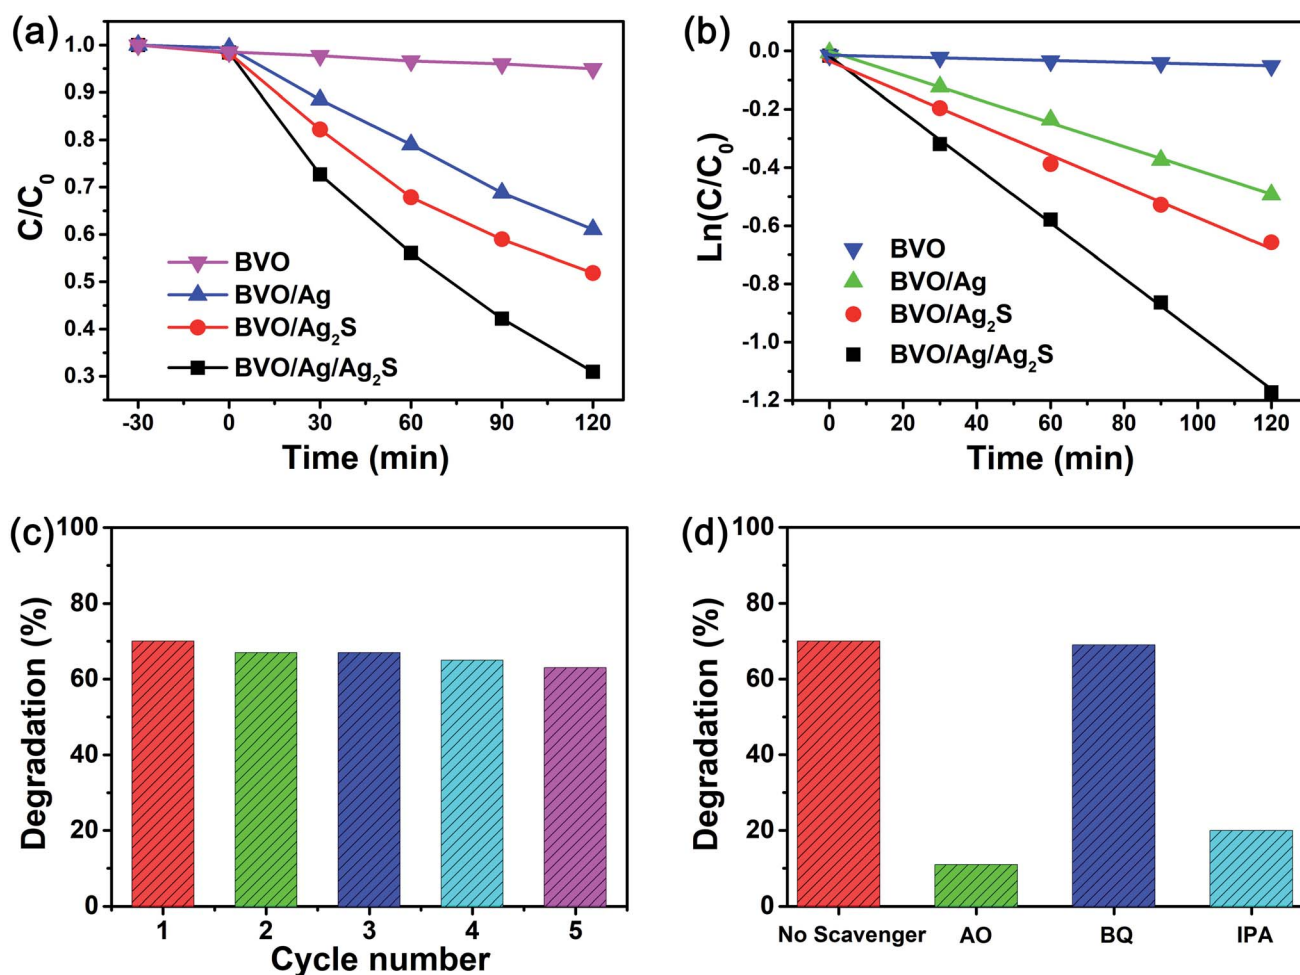 (a)
C/C0
1.0
0.9
0.8
0.7
0.6
0.5
0.4
0.3
BVO
BVO/Ag
BVO/Ag2S
BVO/Ag/Ag2S
-30 0 30 60 90 120
Time (min)
(b)
Ln(C/C0)
0.0
-0.2
-0.4
-0.6
-0.8
-1.0
-1.2
BVO
BVO/Ag
BVO/Ag2S
BVO/Ag/Ag2S
0 20 40 60 80 100 120
Time (min)
(c)
Degradation (%)
100
80
60
40
20
0
1 2 3 4 5
Cycle number
(d)
Degradation (%)
100
80
60
40
20
0
No Scavenger AO BQ IPA